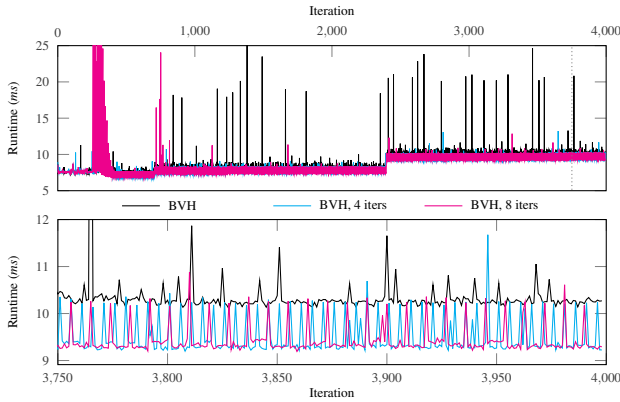 Iteration
0 1,000 2,000 3,000 4,000
25
20
15
10
5
Runtime (ms)
BVH BVH, 4 iters BVH, 8 iters
12
11
10
9
Runtime (ms)
3,750 3,800 3,850 3,900 3,950 4,000
Iteration